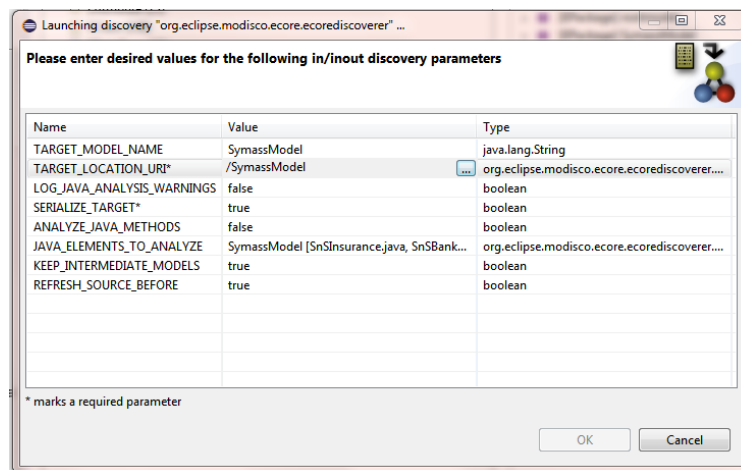 Launching discovery "org.eclipse.modisco.ecore.ecorediscoverer" ...
Please enter desired values for the following in/inout discovery parameters
Name Value Type
TARGET_MODEL_NAME SymassModel java.lang.String
TARGET_LOCATION_URI* /SymassModel ... org.eclipse.modisco.ecore.ecorediscoverer....
LOG_JAVA_ANALYSIS_WARNINGS false boolean
SERIALIZE_TARGET* true boolean
ANALYZE_JAVA_METHODS false boolean
JAVA_ELEMENTS_TO_ANALYZE SymassModel [SnSInsurance.java, SnSBank... org.eclipse.modisco.ecore.ecorediscoverer....
KEEP_INTERMEDIATE_MODELS true boolean
REFRESH_SOURCE_BEFORE true boolean
* marks a required parameter
OK Cancel